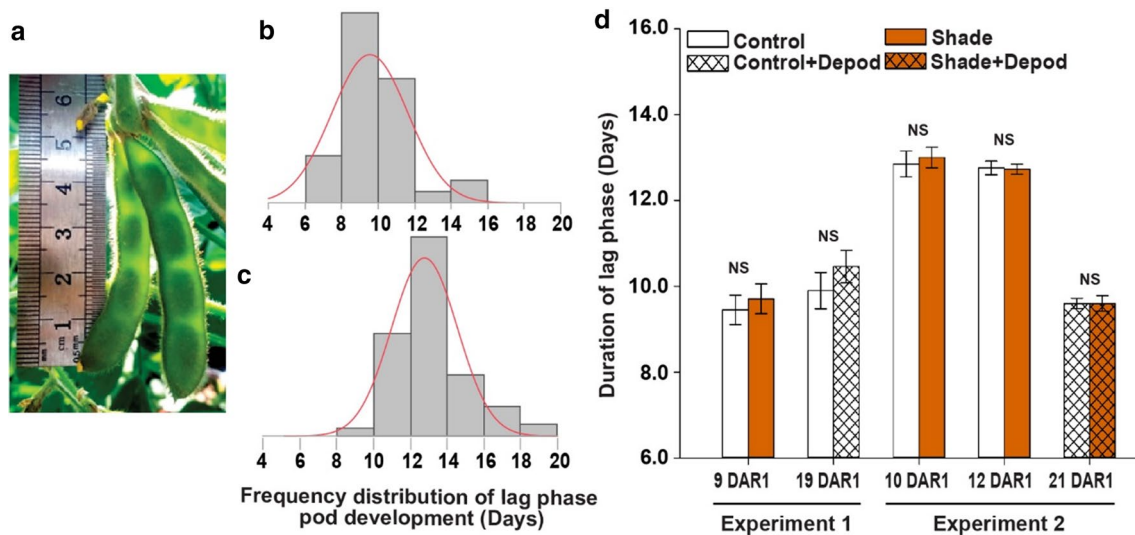 a
b
c
d
6
5
4
3
2
1
cm
mm
4 6 8 10 12 14 16 18 20
4 6 8 10 12 14 16 18 20
Frequency distribution of lag phase
pod development (Days)
Control
Shade
Control+Depod
Shade+Depod
Duration of lag phase (Days)
16.0
14.0
12.0
10.0
8.0
6.0
NS
NS
NS
NS
NS
9 DAR1
19 DAR1
10 DAR1
12 DAR1
21 DAR1
Experiment 1
Experiment 2